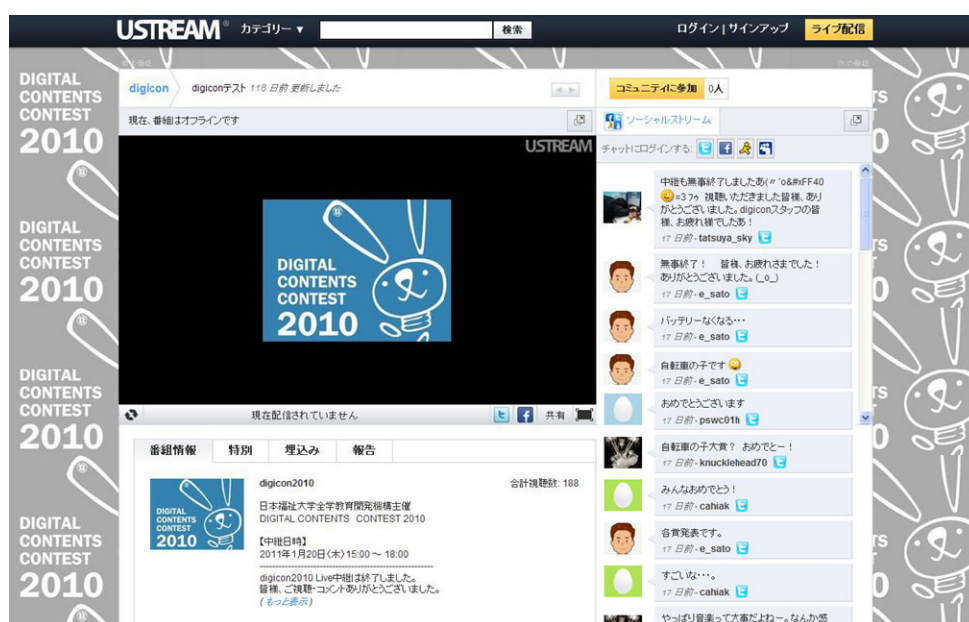 USTREAM
カテゴリー ▼
検索
ログイン | サインアップ
ライブ配信
digicon
digiconテスト 118 日前 更新しました
現在、番組はオフラインです
USTREAM
DIGITAL
CONTENTS
CONTEST
2010
現在配信されていません
共有
番組情報
特別
埋込み
報告
DIGITAL
CONTENTS
CONTEST
2010
digicon2010
合計視聴数: 188
日本福祉大学全学教育開発機構主催
DIGITAL CONTENTS CONTEST 2010
【中継日時】
2011年1月20日(木)15:00～18:00
digicon2010 Live中継は終了しました。
皆様、ご視聴・コメントありがとうございました。
(もっと表示)
コミュニティに参加 0人
ソーシャルストリーム
チャットにログインする:
中継も無事終了しましたあ(〃´o&#xFF40
=3 フゥ 視聴いただきました皆様、あり
がとうございました。digiconスタッフの皆
様、お疲れ様でしたあ！
17 日前 - tatsuya_sky
無事終了！ 皆様、お疲れさまでした！
ありがとうございました。(_o_)
17 日前 - e_sato
バッテリーなくなる・・・
17 日前 - e_sato
自転車の子です
17 日前 - e_sato
おめでとうございます
17 日前 - pswc01h
自転車の子大賞？ おめでとー！
17 日前 - knucklehead70
みんなおめでとう！
17 日前 - cahiak
各賞発表です。
17 日前 - e_sato
すごいな・・・。
17 日前 - cahiak
やっぱり音楽って大事だよねー。なんか感
DIGITAL
CONTENTS
CONTEST
2010
DIGITAL
CONTENTS
CONTEST
2010
DIGITAL
CONTENTS
CONTEST
2010
DIGITAL
CONTENTS
CONTEST
2010